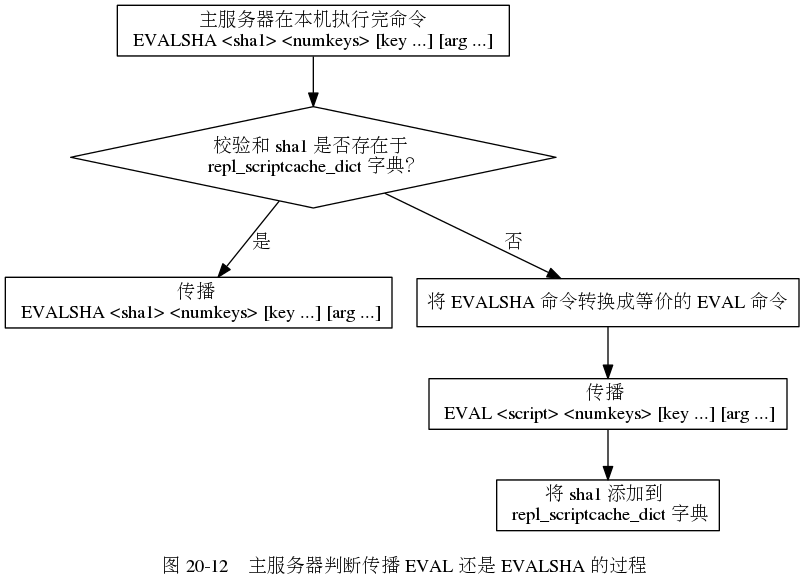 主服务器在本机执行完命令
EVALSHA <sha1> <numkeys> [key ...] [arg ...]
校验和 sha1 是否存在于
repl_scriptcache_dict 字典？
是
否
传播
EVALSHA <sha1> <numkeys> [key ...] [arg ...]
将 EVALSHA 命令转换成等价的 EVAL 命令
传播
EVAL <script> <numkeys> [key ...] [arg ...]
将 sha1 添加到
repl_scriptcache_dict 字典
图 20-12 主服务器判断传播 EVAL 还是 EVALSHA 的过程